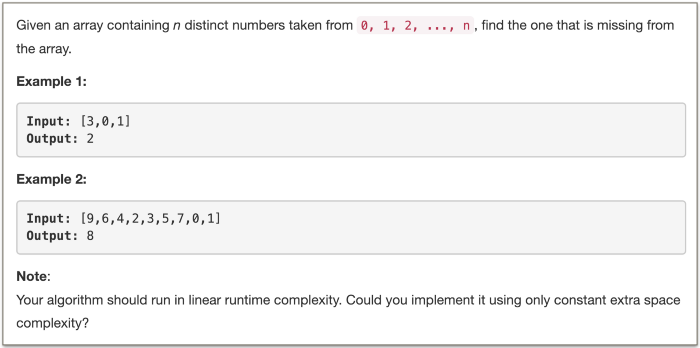 Given an array containing n distinct numbers taken from 0, 1, 2, ..., n , find the one that is missing from
the array.
Example 1:
Input: [3,0,1]
Output: 2
Example 2:
Input: [9,6,4,2,3,5,7,0,1]
Output: 8
Note:
Your algorithm should run in linear runtime complexity. Could you implement it using only constant extra space
complexity?